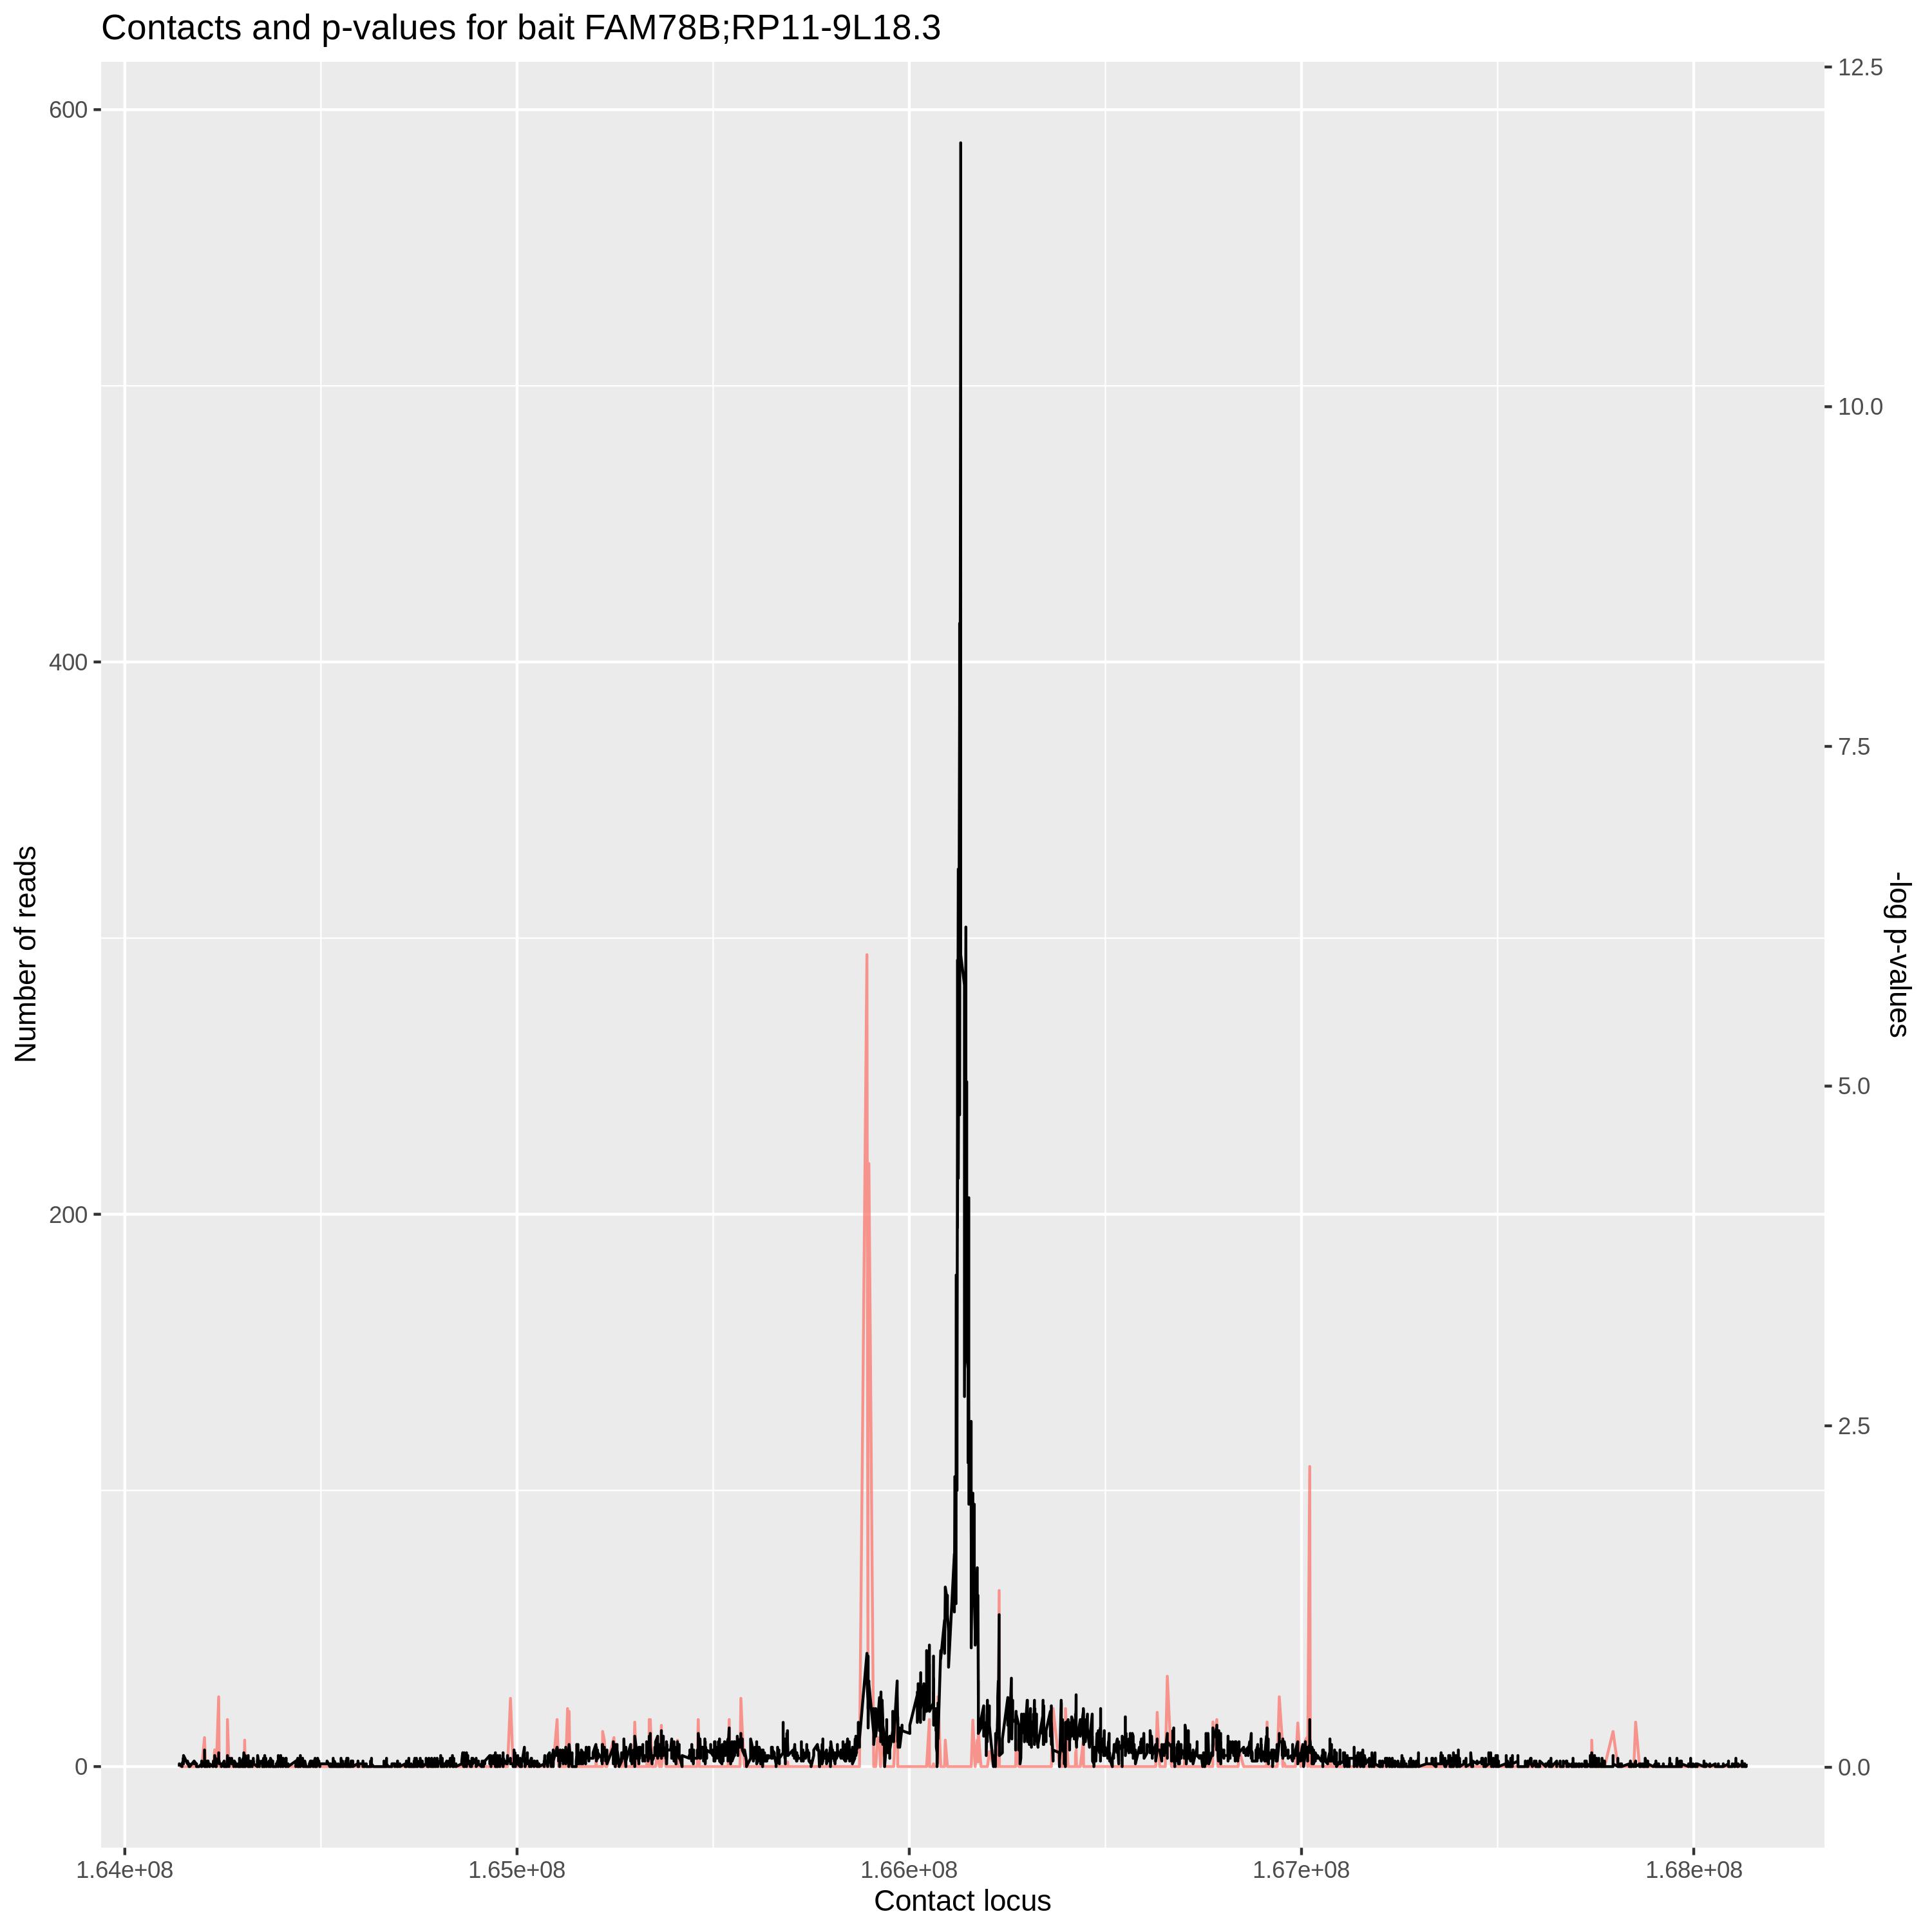 Contacts and p-values for bait FAM78B;RP11-9L18.3
600
400
200
0
Number of reads
12.5
10.0
7.5
5.0
2.5
0.0
-log p-values
1.64e+08
1.65e+08
1.66e+08
1.67e+08
1.68e+08
Contact locus